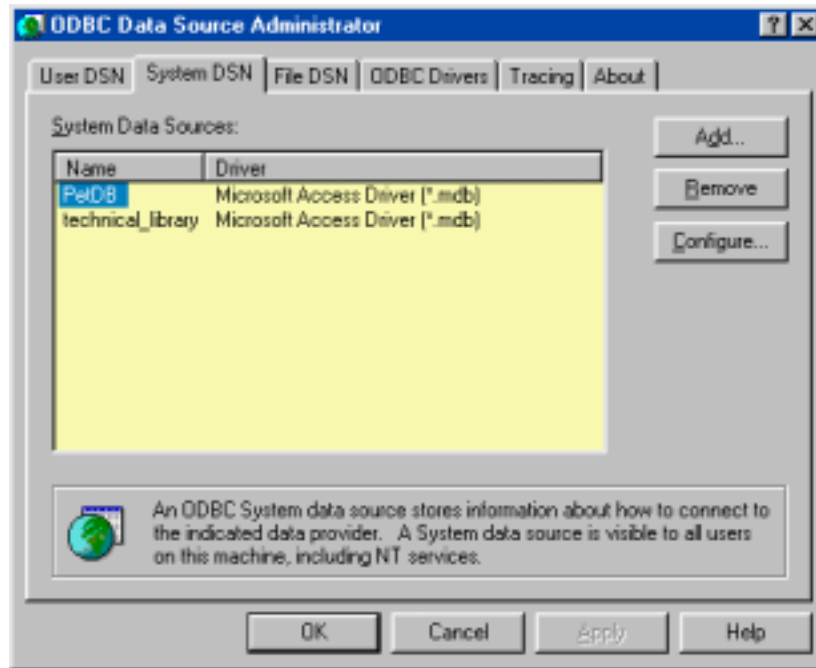 ODBC Data Source Administrator
User DSN System DSN File DSN ODBC Drivers Tracing About
System Data Sources:
Name Driver
PetDB Microsoft Access Driver (*.mdb)
technical_library Microsoft Access Driver (*.mdb)
Add...
Remove
Configure...
An ODBC System data source stores information about how to connect to
the indicated data provider. A System data source is visible to all users
on this machine, including NT services.
OK Cancel Apply Help